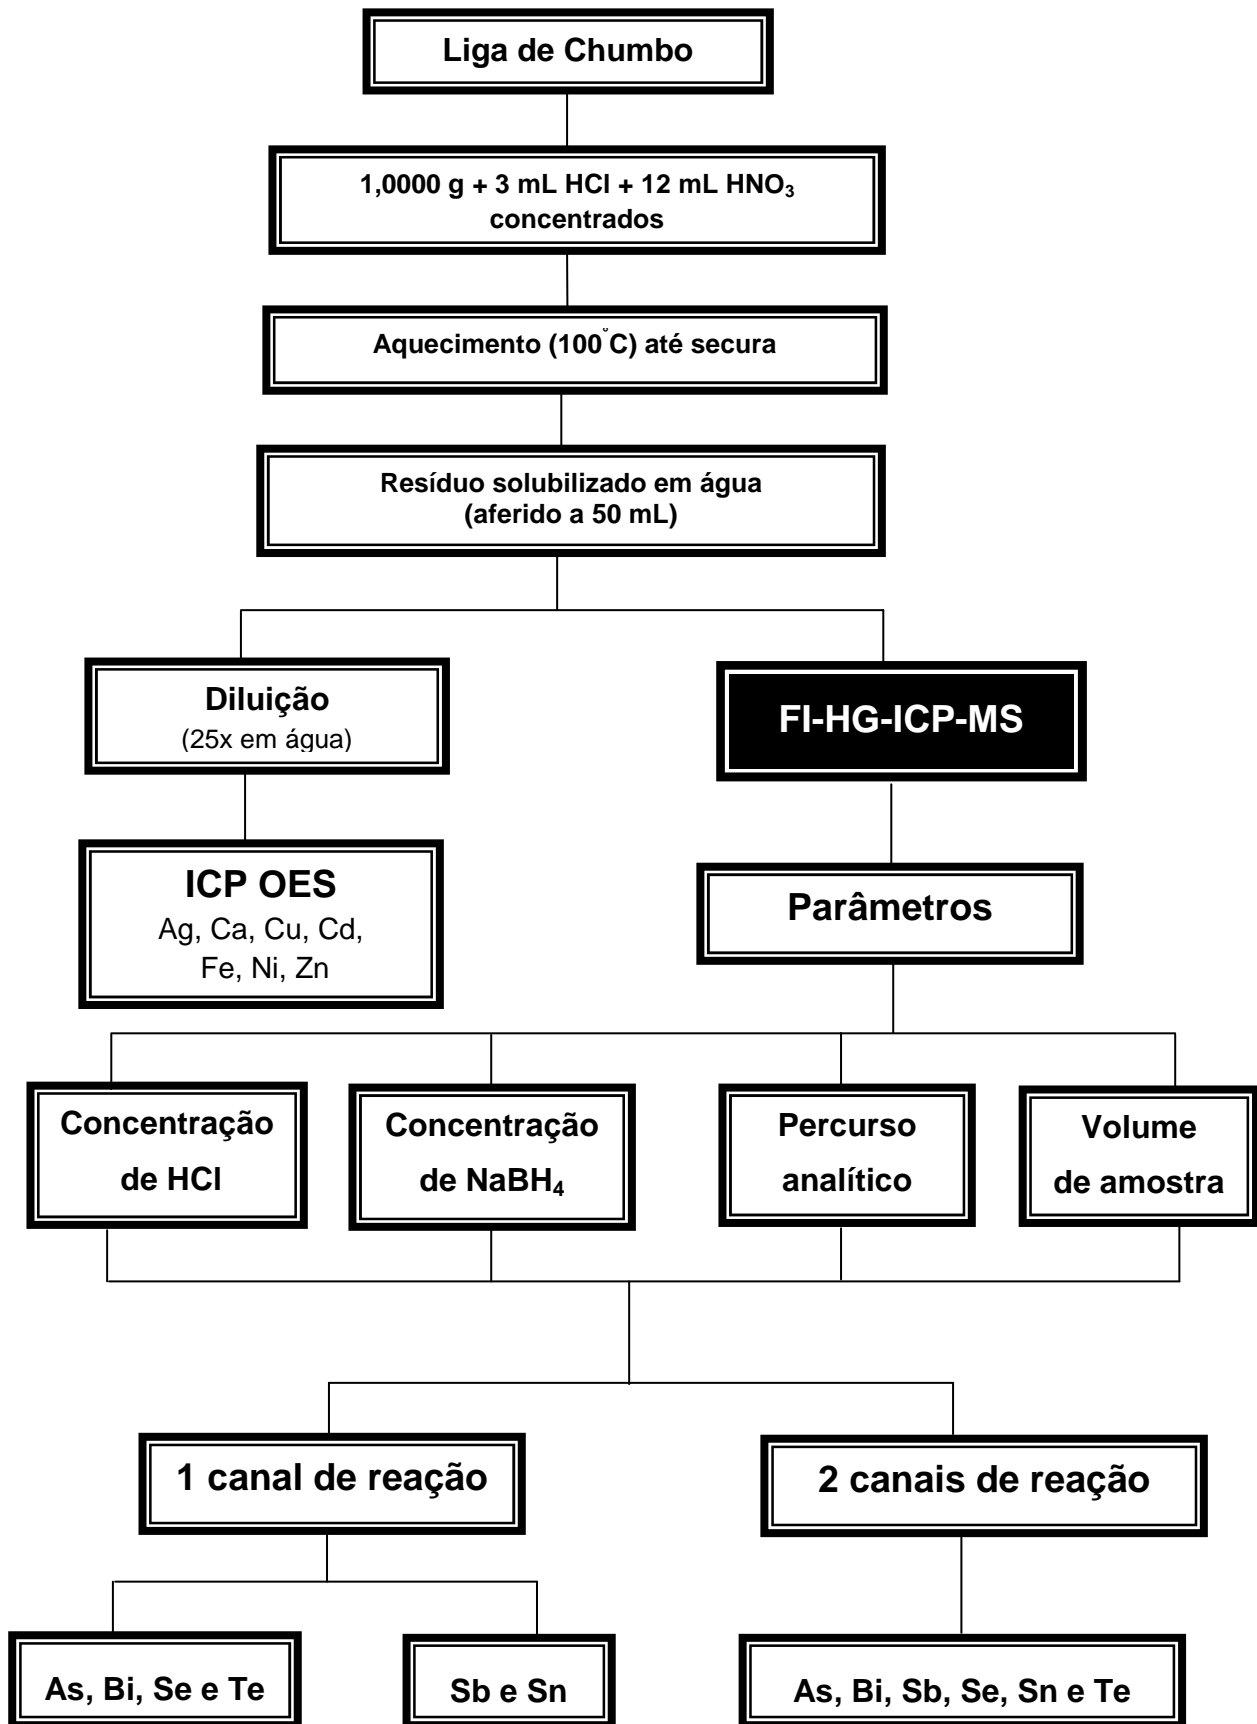 Liga de Chumbo
1,0000 g + 3 mL HCl + 12 mL HNO₃
concentrados
Aquecimento (100°C) até secura
Resíduo solubilizado em água
(aferido a 50 mL)
Diluição
(25x em água)
FI-HG-ICP-MS
ICP OES
Ag, Ca, Cu, Cd,
Fe, Ni, Zn
Parâmetros
Concentração
de HCl
Concentração
de NaBH₄
Percurso
analítico
Volume
de amostra
1 canal de reação
2 canais de reação
As, Bi, Se e Te
Sb e Sn
As, Bi, Sb, Se, Sn e Te